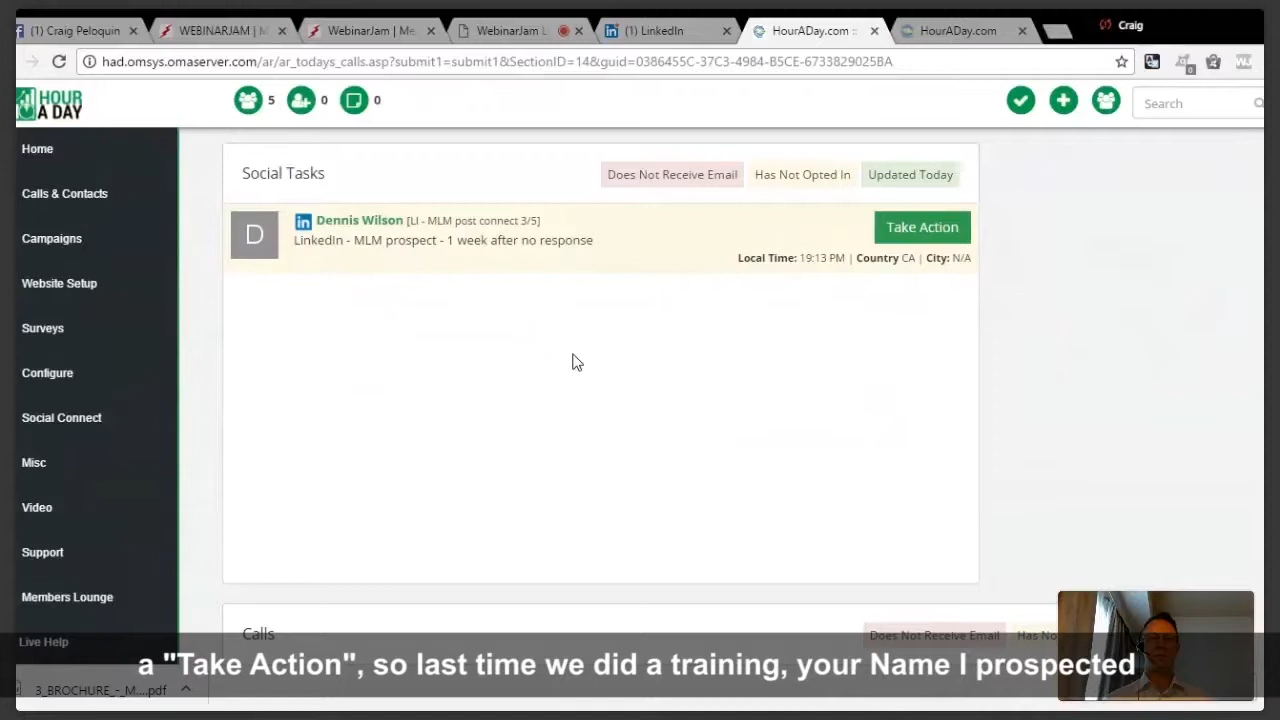 (1) Craig Peloquin
WEBINARJAM | M
WebinarJam | Me
WebinarJam L
(1) LinkedIn
HourADay.com ::
HourADay.com
Craig
had.omsys.omaserver.com/ar/ar_todays_calls.asp?submit1=submit1&SectionID=14&guid=0386455C-37C3-4984-B5CE-6733829025BA
HOUR
A DAY
5
0
0
Search
Home
Calls & Contacts
Campaigns
Website Setup
Surveys
Configure
Social Connect
Misc
Video
Support
Members Lounge
Live Help
Social Tasks
Does Not Receive Email
Has Not Opted In
Updated Today
D
Dennis Wilson [LI - MLM post connect 3/5]
LinkedIn - MLM prospect - 1 week after no response
Take Action
Local Time: 19:13 PM | Country CA | City: N/A
Calls
Does Not Receive Email
Has No
a "Take Action", so last time we did a training, your Name I prospected
3_BROCHURE_-_M....pdf